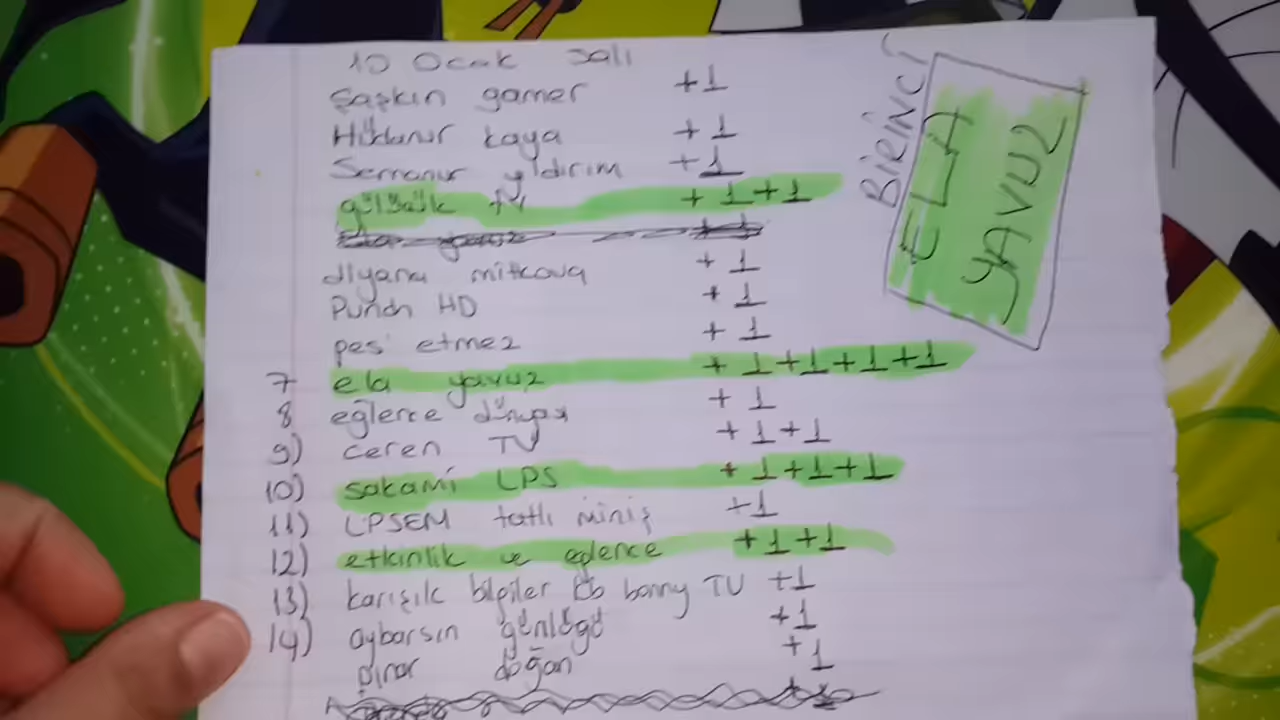 10 Ocak Salı
Şaşkın gamer +1
Hüdanur kaya +1
Semanur yıldırım +1
TV +1+1
diyana mitkova +1
Punch HD +1
pes etmez +1
7 ela yavuz +1+1+1+1
8 eğlence dünyası +1
9) ceren TV +1+1
10) sakami LPS +1+1+1
11) LPSEM tatlı miniş +1
12) etkinlik ve eğlence +1+1
13) karışık bilgiler bonny TU +1
14) aybarsın günlüğü +1
pınar doğan +1
BİRİNCİ
ELA
YAVUZ